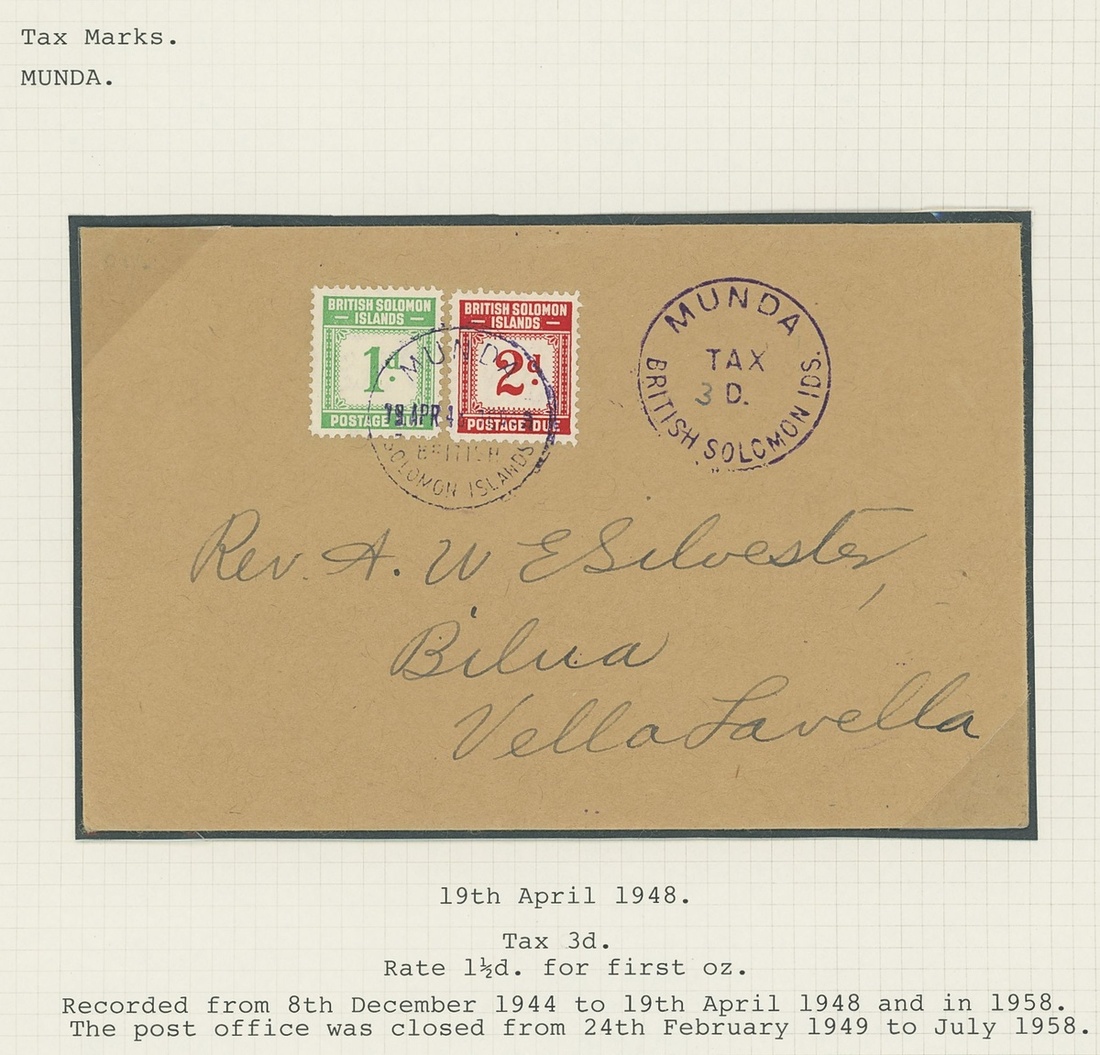 Tax Marks.
MUNDA.
BRITISH SOLOMON
ISLANDS
1d.
POSTAGE DUE
BRITISH SOLOMON
ISLANDS
2d.
POSTAGE DUE
MUNDA
19 APR 4
BRITISH
SOLOMON ISLANDS
MUNDA
TAX
3 D.
BRITISH SOLOMON IDS.
Rev. A. W E Silvester,
Bilua
Vella Lavella
19th April 1948.
Tax 3d.
Rate 1½d. for first oz.
Recorded from 8th December 1944 to 19th April 1948 and in 1958.
The post office was closed from 24th February 1949 to July 1958.